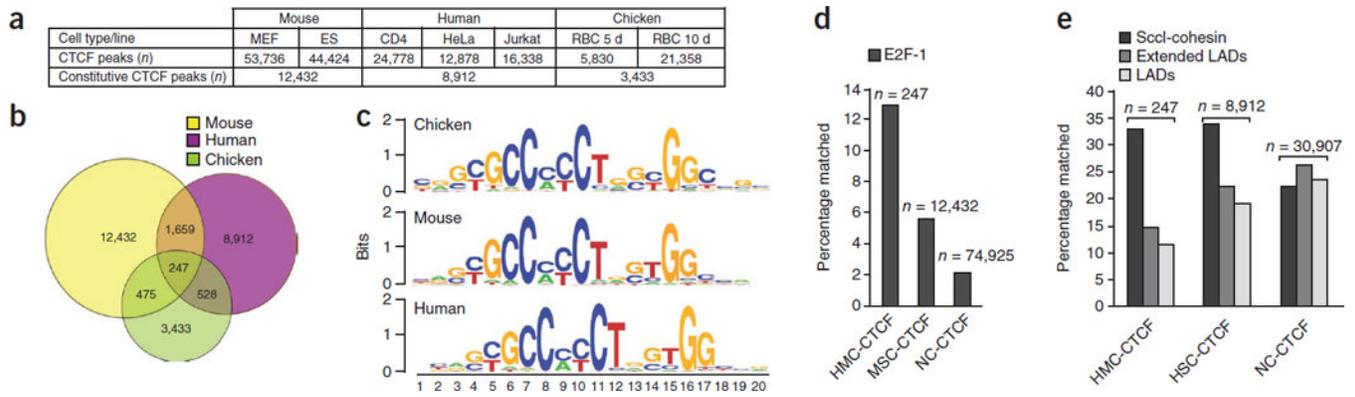 a
Mouse Human Chicken
Cell type/line MEF ES CD4 HeLa Jurkat RBC 5 d RBC 10 d
CTCF peaks (n) 53,736 44,424 24,778 12,878 16,338 5,830 21,358
Constitutive CTCF peaks (n) 12,432 8,912 3,433
b
Mouse
Human
Chicken
12,432
1,659
8,912
247
475
528
3,433
c
Bits
2
1
0
Chicken
2
1
0
Mouse
2
1
0
Human
1 2 3 4 5 6 7 8 9 10 11 12 13 14 15 16 17 18 19 20
d
E2F-1
Percentage matched
14
12
10
8
6
4
2
0
n = 247
n = 12,432
n = 74,925
HMC-CTCF
MSC-CTCF
NC-CTCF
e
Sccl-cohesin
Extended LADs
LADs
Percentage matched
40
35
30
25
20
15
10
5
0
n = 247
n = 8,912
n = 30,907
HMC-CTCF
HSC-CTCF
NC-CTCF